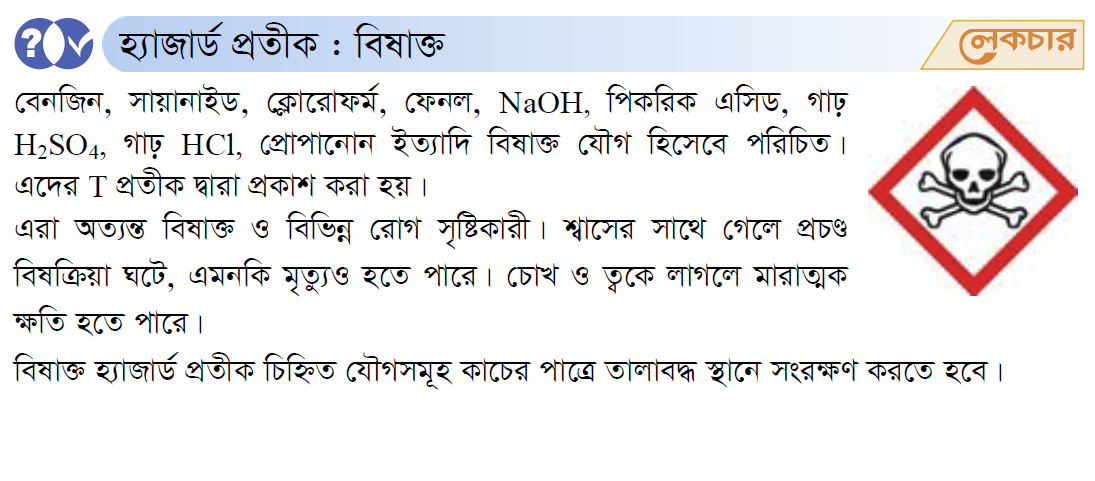 হ্যাজার্ড প্রতীক : বিষাক্ত
লেকচার
বেনজিন, সায়ানাইড, ক্লোরোফর্ম, ফেনল, NaOH, পিকরিক এসিড, গাঢ়
H₂SO₄, গাঢ় HCl, প্রোপানোন ইত্যাদি বিষাক্ত যৌগ হিসেবে পরিচিত।
এদের T প্রতীক দ্বারা প্রকাশ করা হয়।
এরা অত্যন্ত বিষাক্ত ও বিভিন্ন রোগ সৃষ্টিকারী। শ্বাসের সাথে গেলে প্রচণ্ড
বিষক্রিয়া ঘটে, এমনকি মৃত্যুও হতে পারে। চোখ ও ত্বকে লাগলে মারাত্মক
ক্ষতি হতে পারে।
বিষাক্ত হ্যাজার্ড প্রতীক চিহ্নিত যৌগসমূহ কাচের পাত্রে তালাবদ্ধ স্থানে সংরক্ষণ করতে হবে।